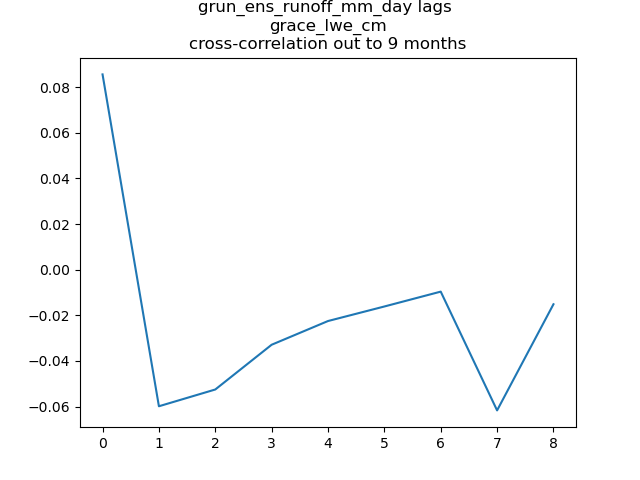 grun_ens_runoff_mm_day lags
grace_lwe_cm
cross-correlation out to 9 months
0.08
0.06
0.04
0.02
0.00
−0.02
−0.04
−0.06
0 1 2 3 4 5 6 7 8